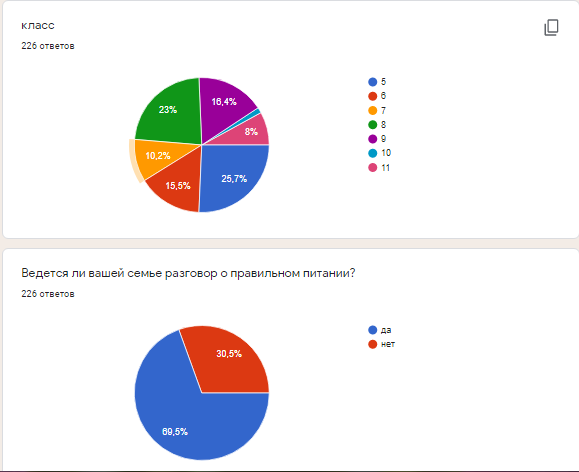 класс
226 ответов
23%
16,4%
8%
10,2%
15,5%
25,7%
5
6
7
8
9
10
11
Ведется ли вашей семье разговор о правильном питании?
226 ответов
30,5%
69,5%
да
нет